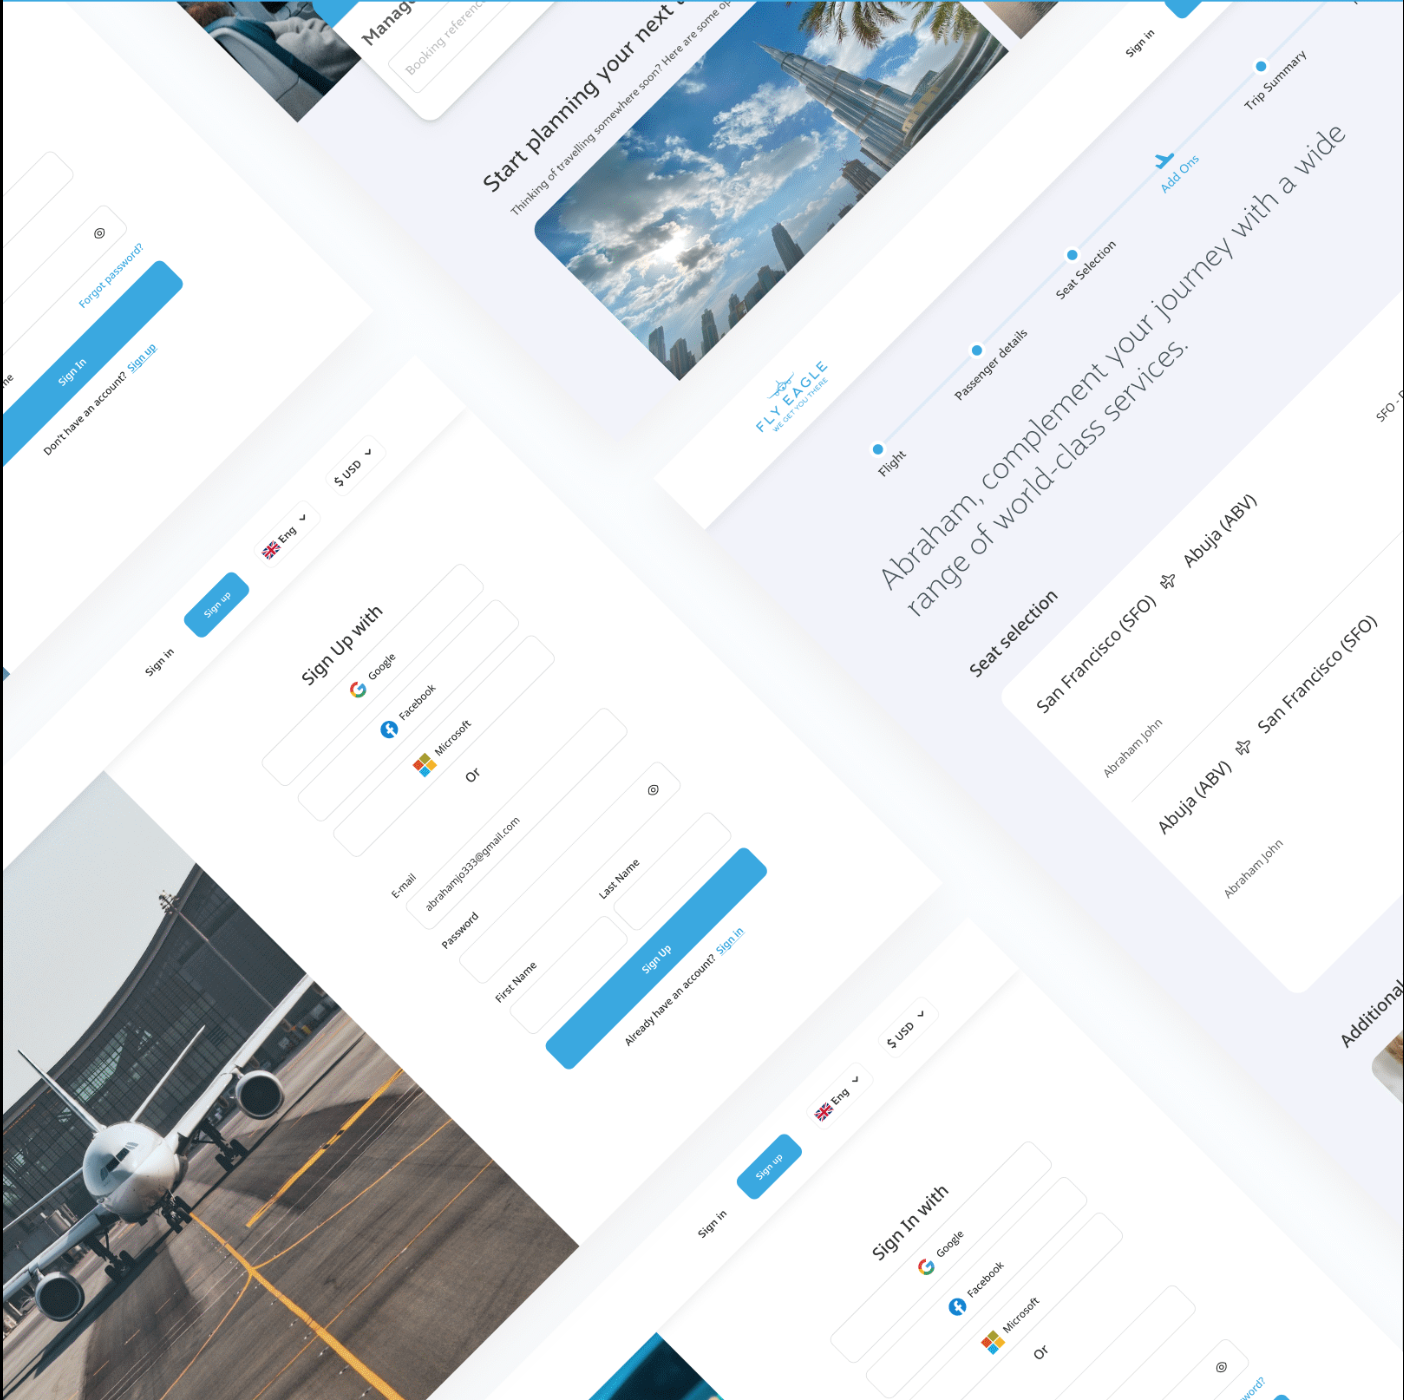 Booking reference
Start planning your next
Thinking of travelling somewhere soon? Here are some
Forgot password?
Sign In
Don't have an account? Sign up
Sign in
FLY EAGLE
WE GET YOU THERE
Flight
Passenger details
Seat Selection
Add Ons
Trip Summary
Abraham, complement your journey with a wide
range of world-class services.
Seat selection
San Francisco (SFO) Abuja (ABV)
Abraham John
Abuja (ABV) San Francisco (SFO)
Abraham John
SFO -
Additional
Sign in
Sign up
Eng
$ USD
Sign Up with
Google
Facebook
Microsoft
Or
E-mail
abrahamjo333@gmail.com
Password
First Name
Last Name
Sign Up
Already have an account? Sign in
Sign in
Sign up
Eng
$ USD
Sign In with
Google
Facebook
Microsoft
Or